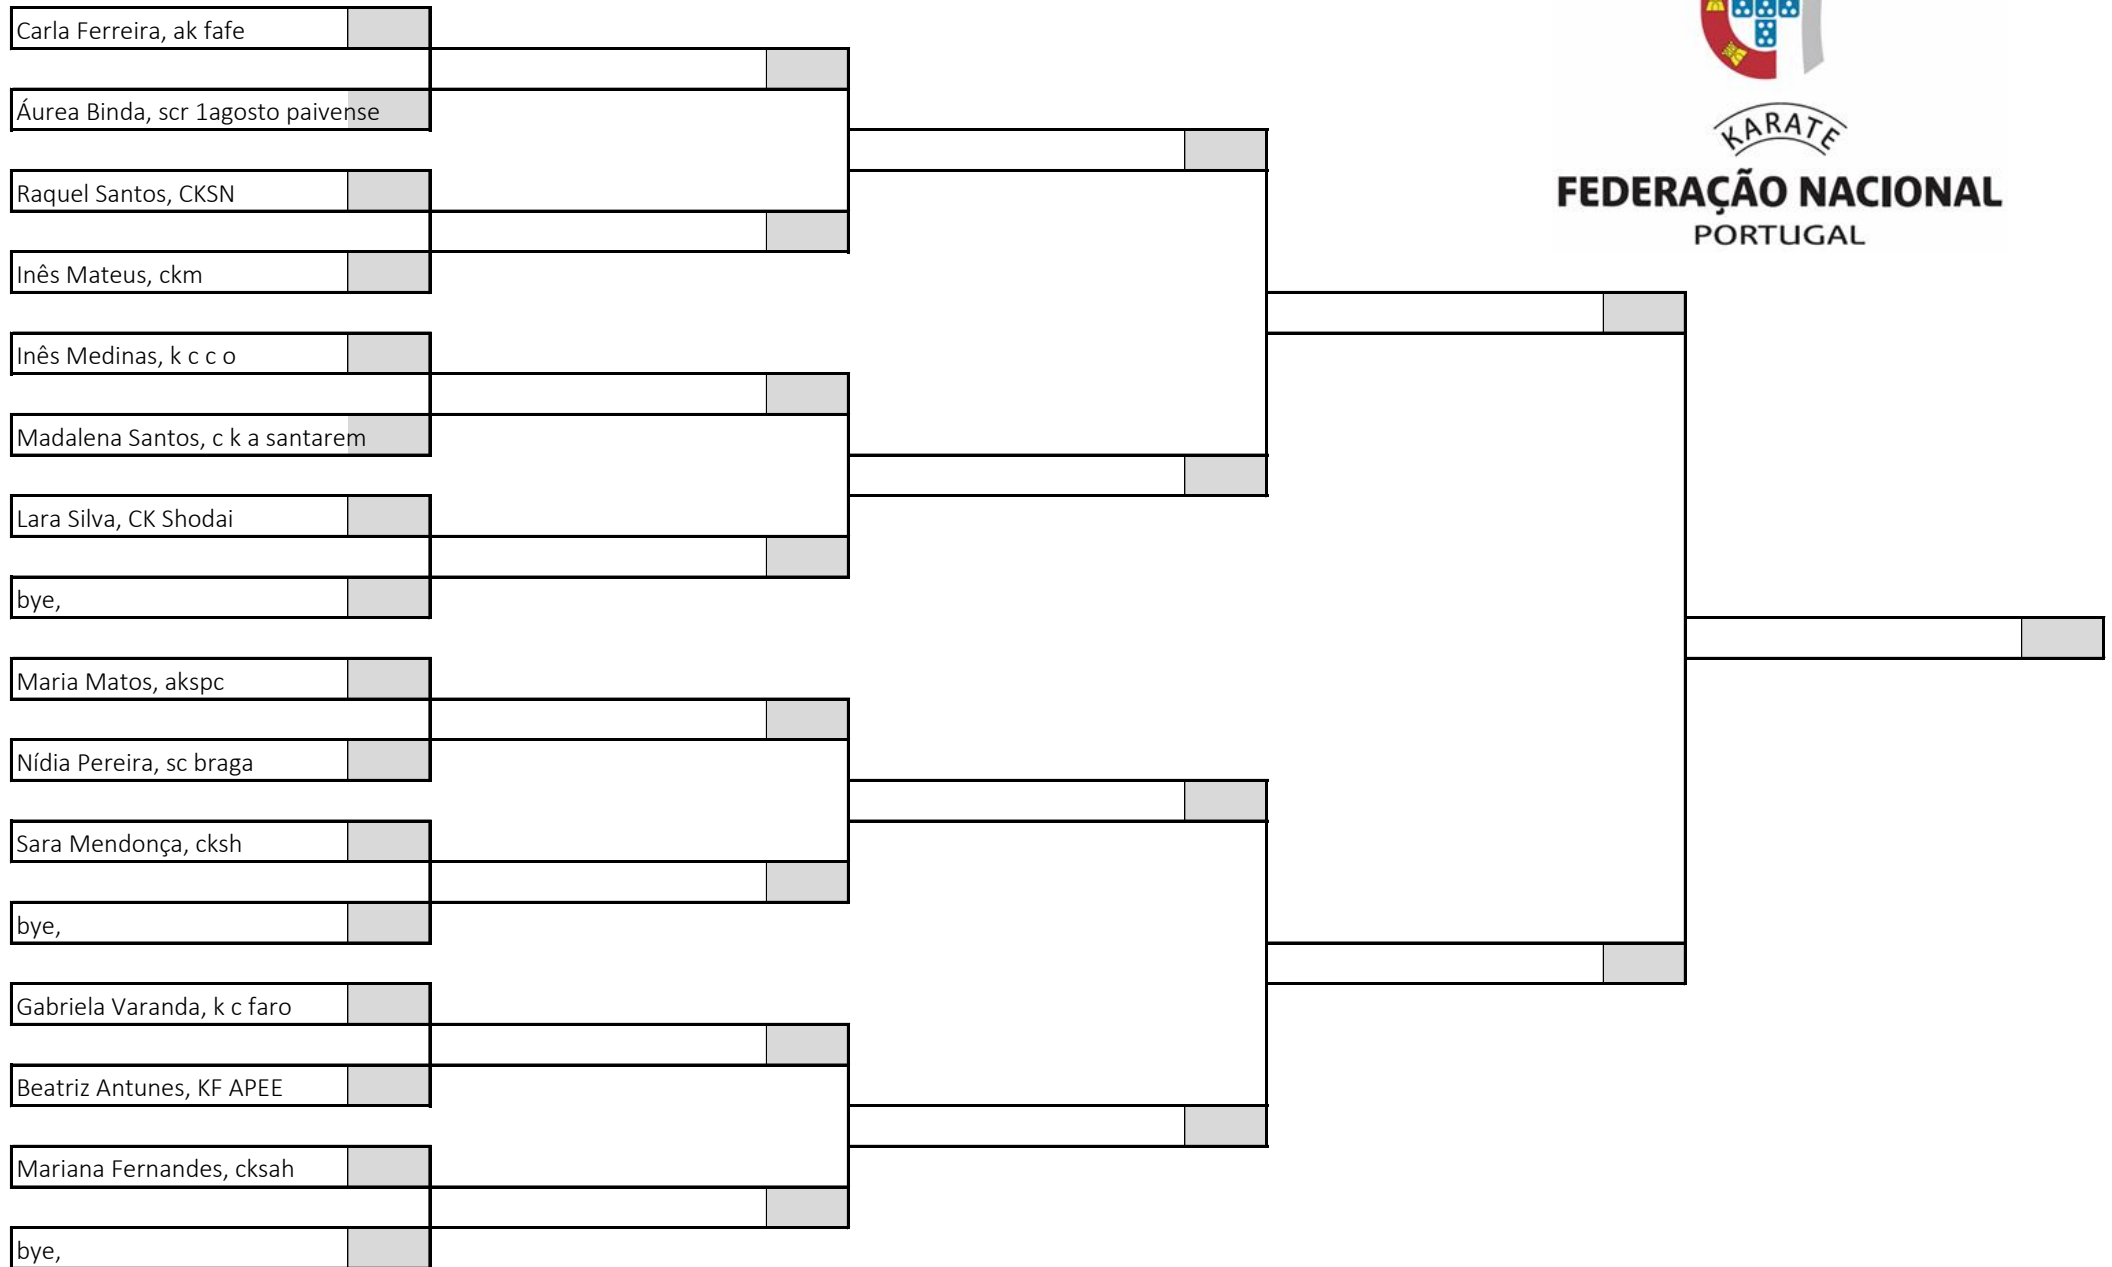 Carla Ferreira, ak fafe
Áurea Binda, scr 1agosto paivense
Raquel Santos, CKSN
Inês Mateus, ckm
Inês Medinas, k c c o
Madalena Santos, c k a santarem
Lara Silva, CK Shodai
bye,
Maria Matos, akspc
Nídia Pereira, sc braga
Sara Mendonça, cksh
bye,
Gabriela Varanda, k c faro
Beatriz Antunes, KF APEE
Mariana Fernandes, cksah
bye,
KARATE
FEDERAÇÃO NACIONAL
PORTUGAL